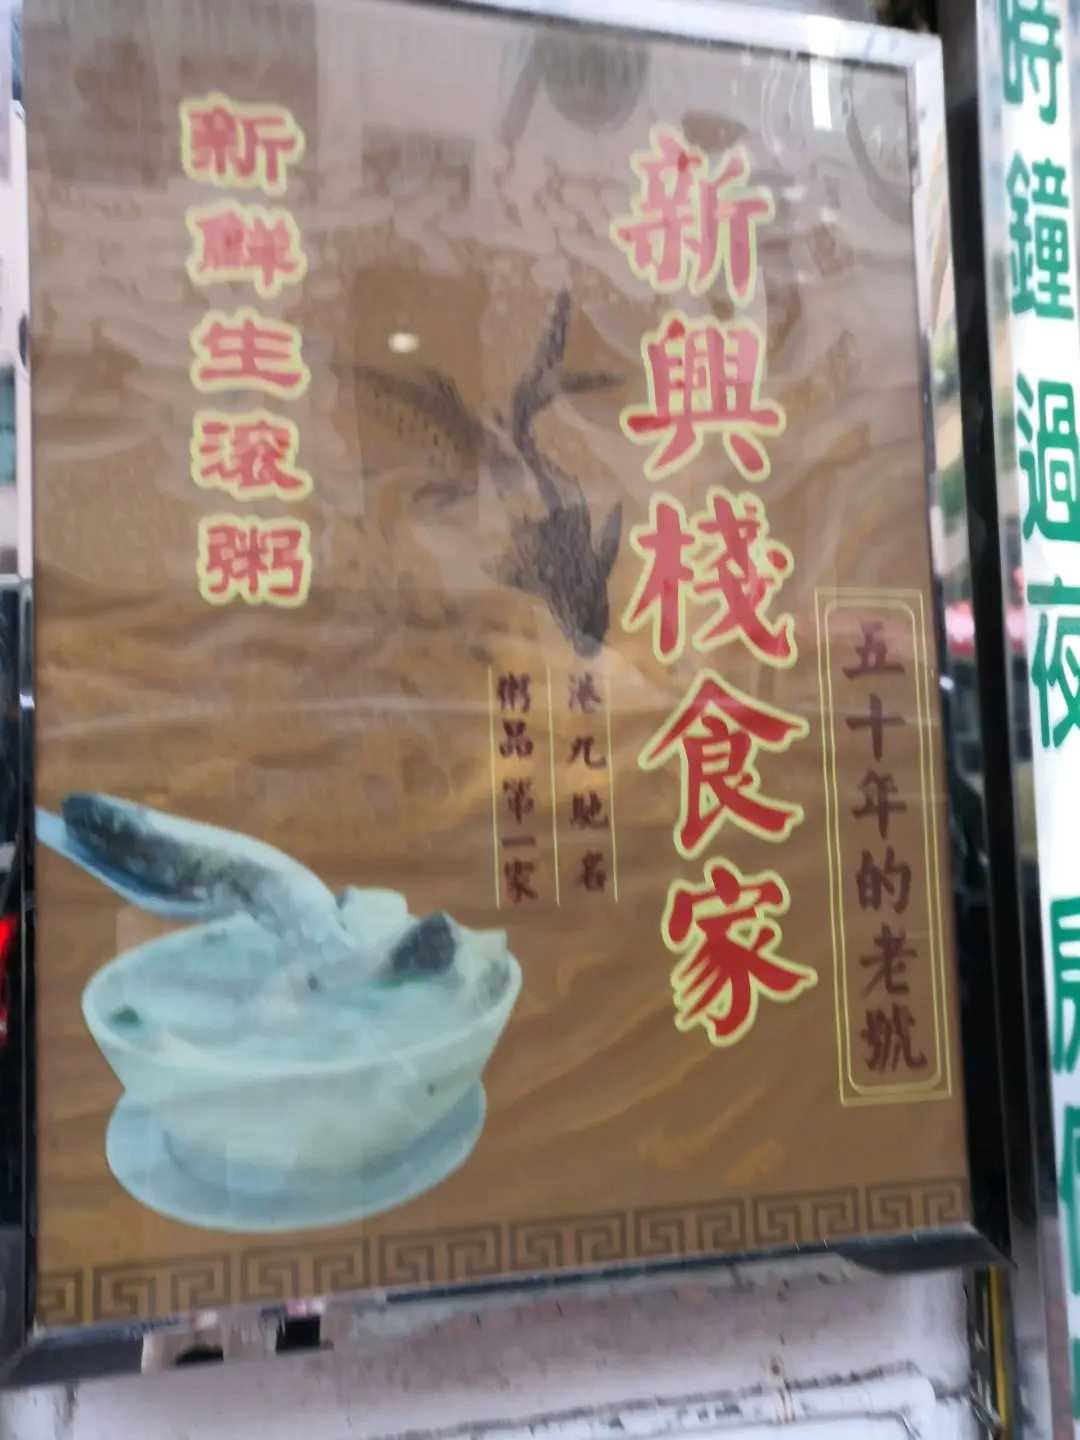 五十年的老號
新興棧食家
港九馳名
粥品第一家
新鮮生滾粥
時鐘過夜